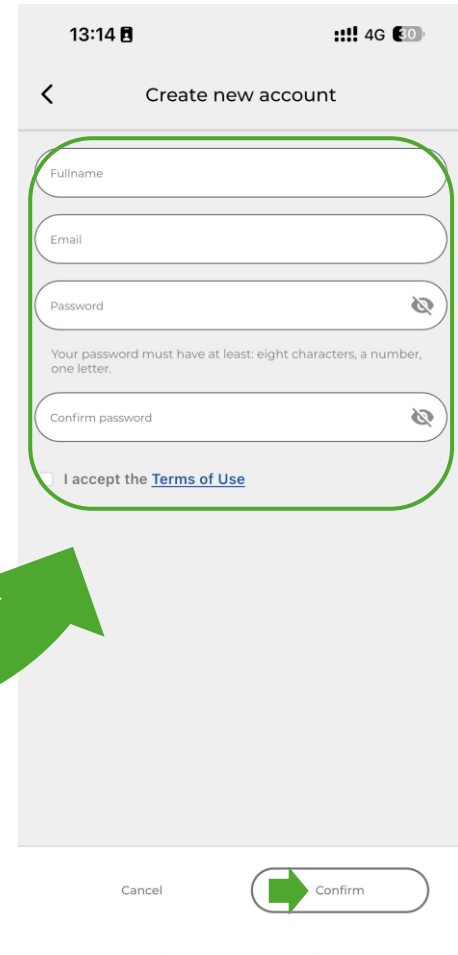 13:14
4G 30
Create new account
Fullname
Email
Password
Your password must have at least: eight characters, a number,
one letter.
Confirm password
I accept the Terms of Use
Cancel
Confirm